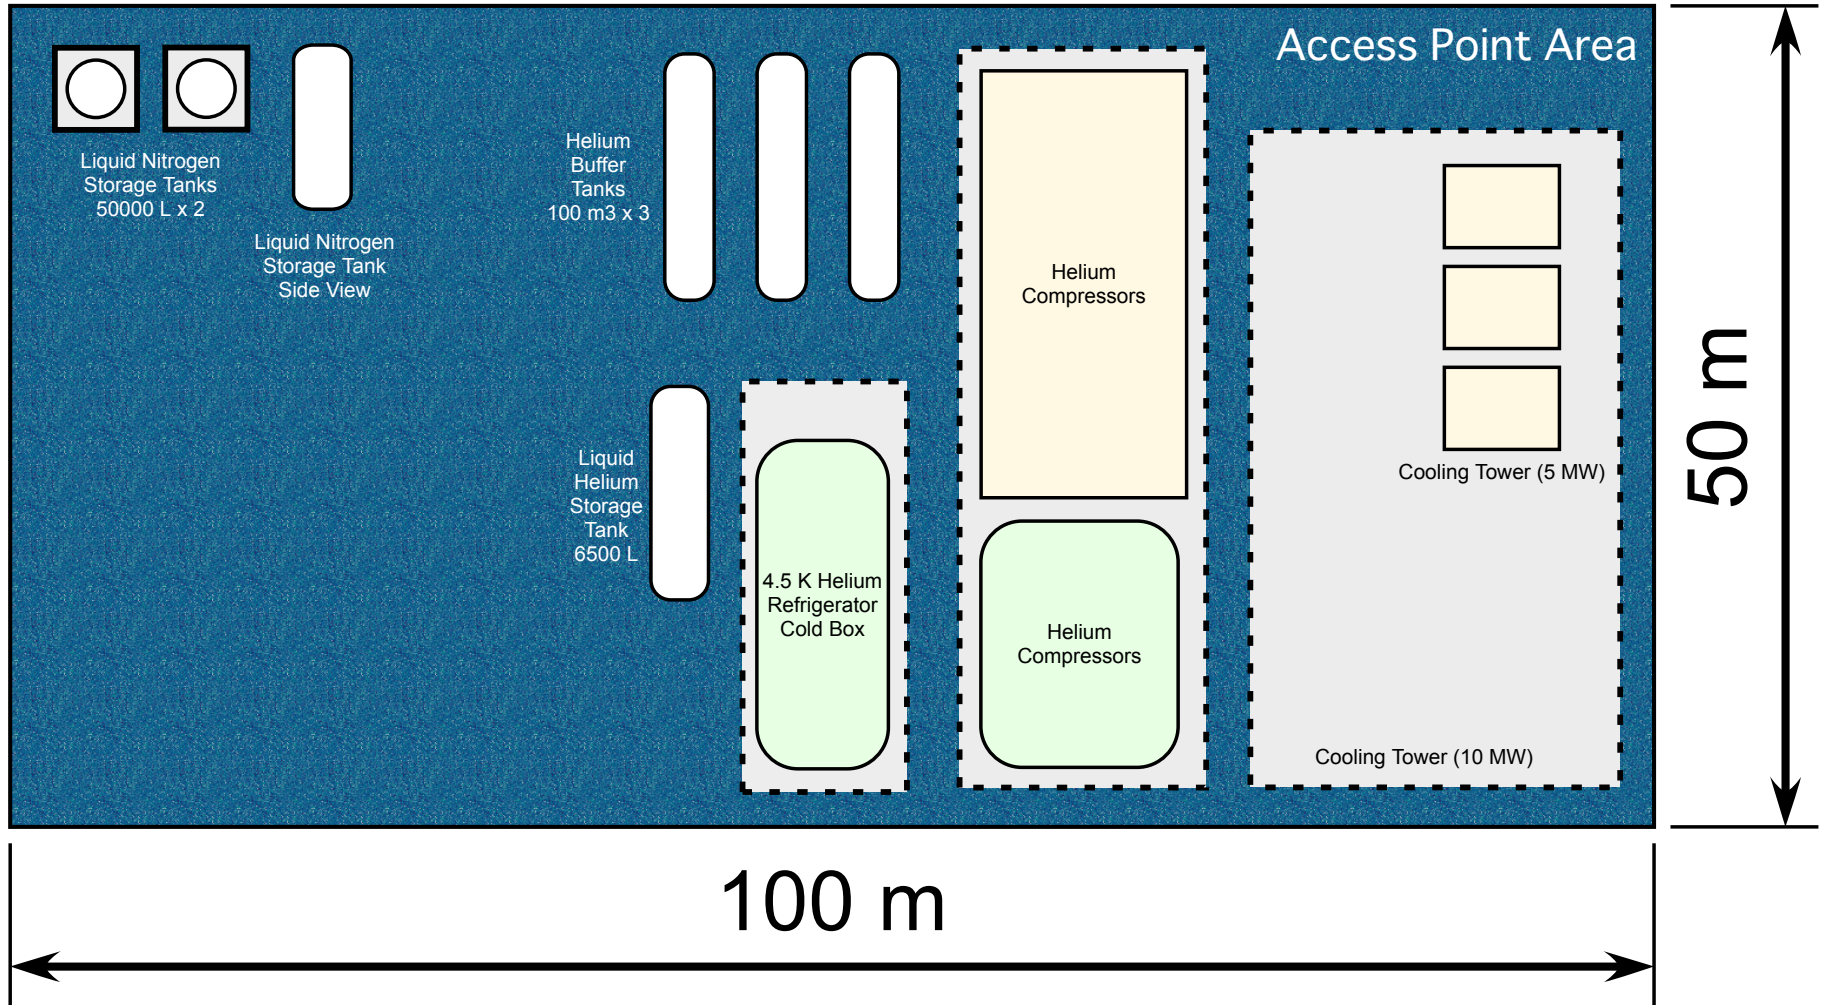 Access Point Area
Liquid Nitrogen
Storage Tanks
50000 L x 2
Liquid Nitrogen
Storage Tank
Side View
Helium
Buffer
Tanks
100 m3 x 3
Helium
Compressors
Cooling Tower (5 MW)
Liquid
Helium
Storage
Tank
6500 L
4.5 K Helium
Refrigerator
Cold Box
Helium
Compressors
Cooling Tower (10 MW)
50 m
100 m